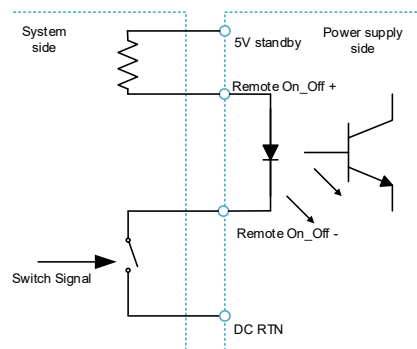 System
side
Power supply
side
5V standby
Remote On_Off +
Remote On_Off -
Switch Signal
DC RTN